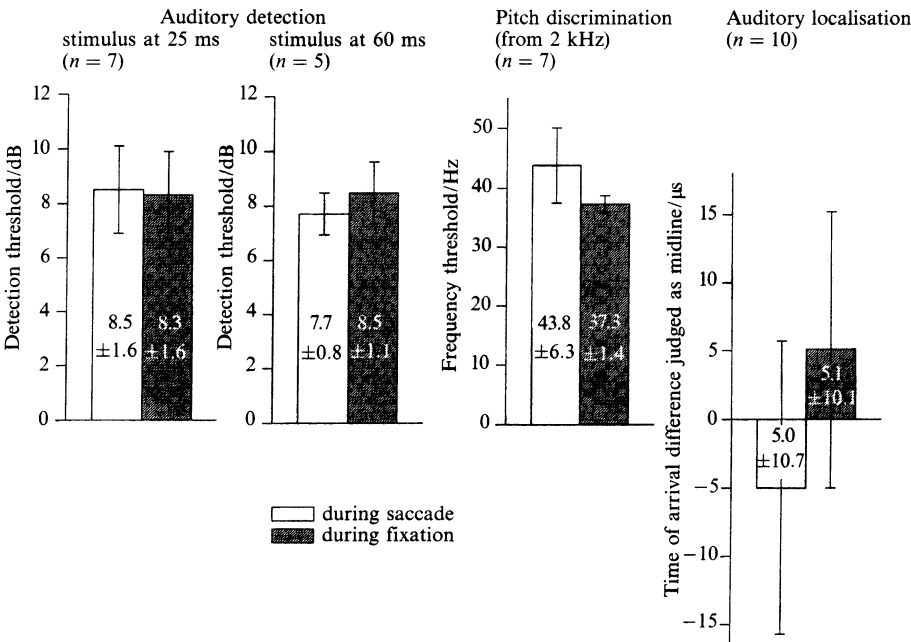 Auditory detection
stimulus at 25 ms
(n = 7)
stimulus at 60 ms
(n = 5)
Pitch discrimination
(from 2 kHz)
(n = 7)
Auditory localisation
(n = 10)
Detection threshold/dB
12
10
8
6
4
2
0
8.5
±1.6
8.3
±1.6
Detection threshold/dB
12
10
8
6
4
2
0
7.7
±0.8
8.5
±1.1
Frequency threshold/Hz
50
40
30
20
10
0
43.8
±6.3
37.3
±1.4
Time of arrival difference judged as midline/μs
15
10
5
0
−5
−10
−15
5.0
±10.7
5.1
±10.1
during saccade
during fixation